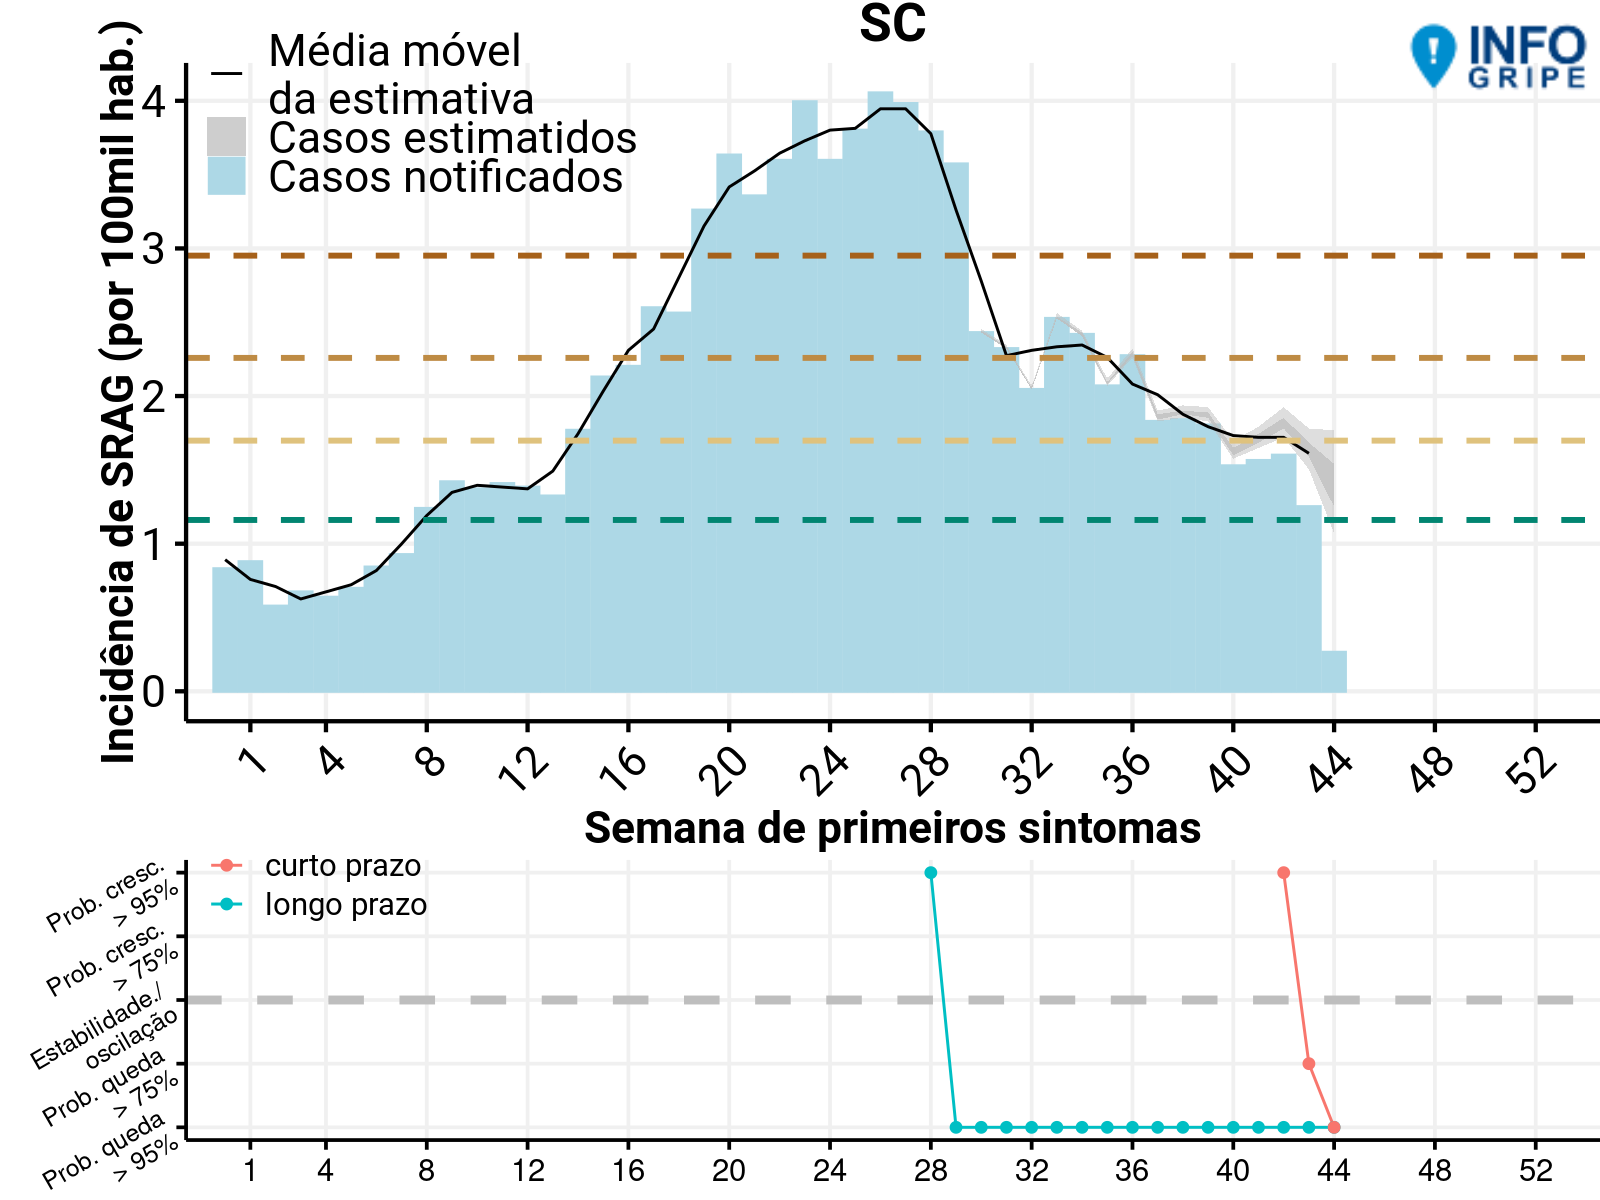 SC
INFO
GRIPE
Média móvel
da estimativa
Casos estimatidos
Casos notificados
Incidência de SRAG (por 100mil hab.)
4
3
2
1
0
1 4 8 12 16 20 24 28 32 36 40 44 48 52
Semana de primeiros sintomas
curto prazo
longo prazo
Prob. cresc.
> 95%
Prob. cresc.
> 75%
Estabilidade./
oscilação
Prob. queda
> 75%
Prob. queda
> 95%
1 4 8 12 16 20 24 28 32 36 40 44 48 52